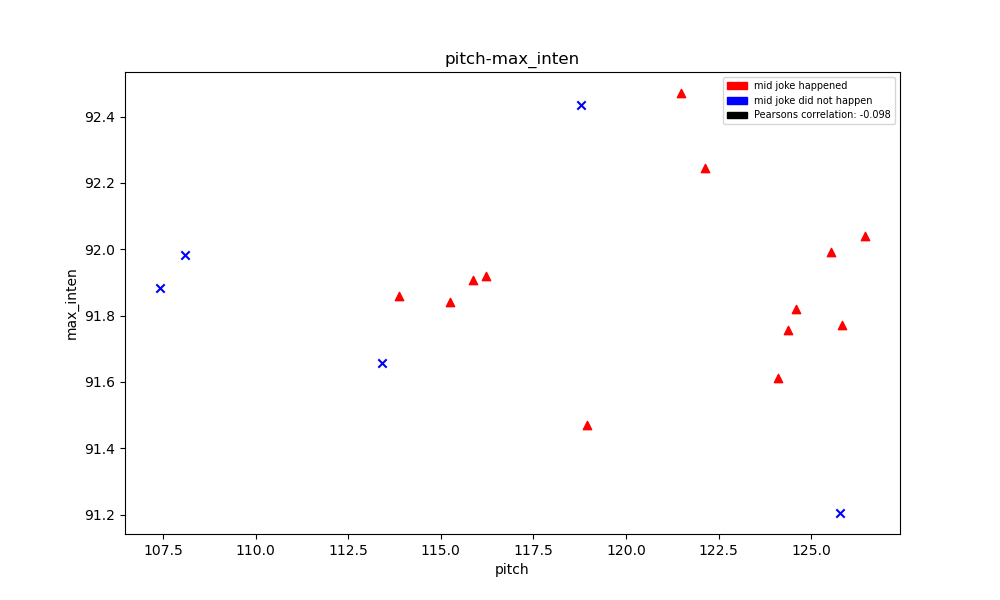 pitch-max_inten
mid joke happened
mid joke did not happen
Pearsons correlation: -0.098
max_inten
92.4
92.2
92.0
91.8
91.6
91.4
91.2
107.5 110.0 112.5 115.0 117.5 120.0 122.5 125.0
pitch